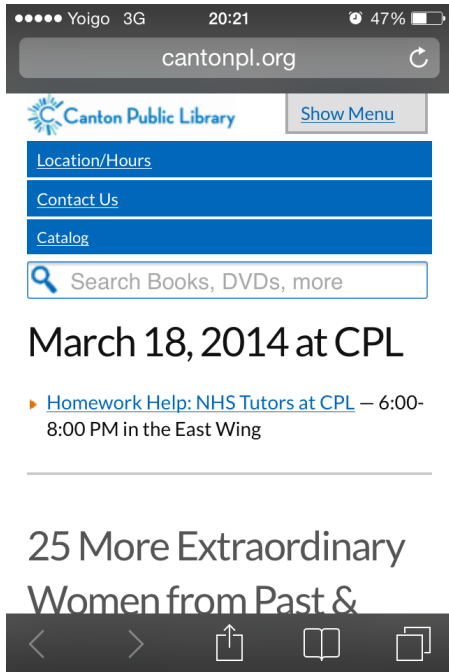 Yoigo 3G 20:21 47%
cantonpl.org
Canton Public Library
Show Menu
Location/Hours
Contact Us
Catalog
Search Books, DVDs, more
March 18, 2014 at CPL
Homework Help: NHS Tutors at CPL — 6:00-
8:00 PM in the East Wing
25 More Extraordinary
Women from Past &